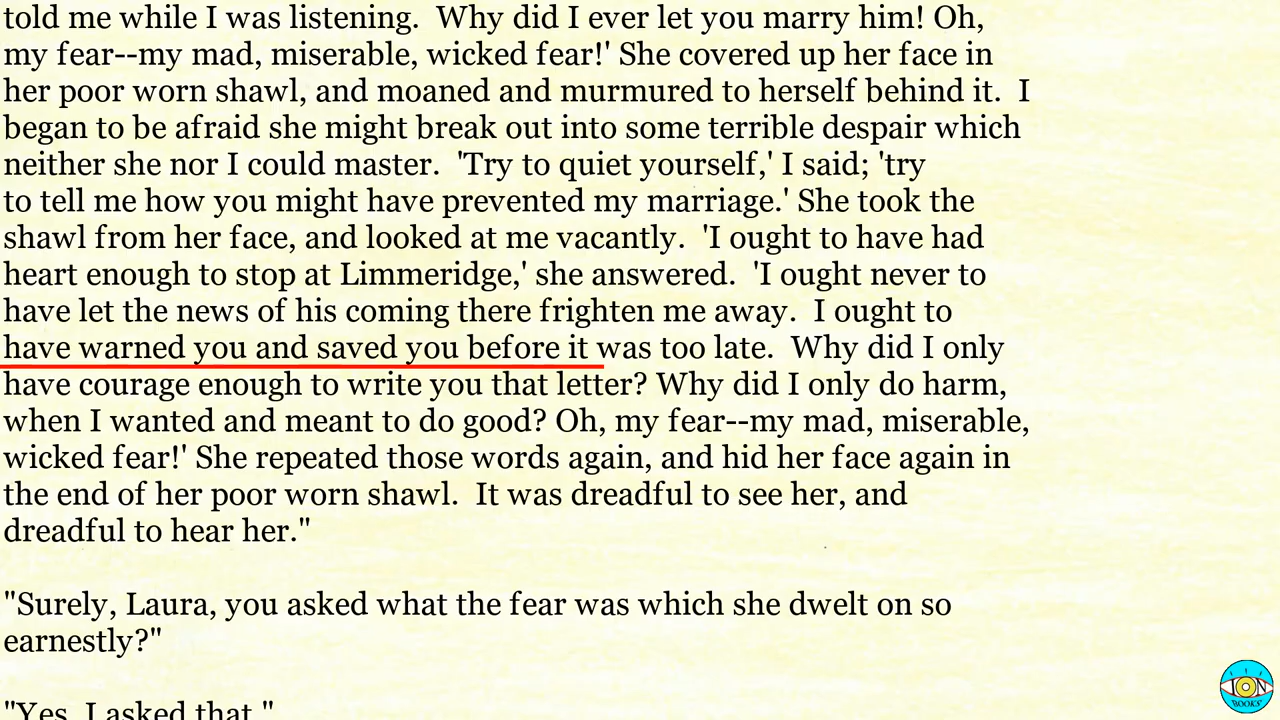 told me while I was listening.  Why did I ever let you marry him! Oh,
my fear--my mad, miserable, wicked fear!' She covered up her face in
her poor worn shawl, and moaned and murmured to herself behind it.  I
began to be afraid she might break out into some terrible despair which
neither she nor I could master.  'Try to quiet yourself,' I said; 'try
to tell me how you might have prevented my marriage.' She took the
shawl from her face, and looked at me vacantly.  'I ought to have had
heart enough to stop at Limmeridge,' she answered.  'I ought never to
have let the news of his coming there frighten me away.  I ought to
have warned you and saved you before it was too late.  Why did I only
have courage enough to write you that letter? Why did I only do harm,
when I wanted and meant to do good? Oh, my fear--my mad, miserable,
wicked fear!' She repeated those words again, and hid her face again in
the end of her poor worn shawl.  It was dreadful to see her, and
dreadful to hear her."
"Surely, Laura, you asked what the fear was which she dwelt on so
earnestly?"
"Yes, I asked that."
ION
BOOKS